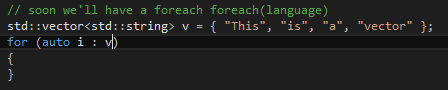 // soon we'll have a foreach foreach(language)
std::vector<std::string> v = { "This", "is", "a", "vector" };
for (auto i : v)
{
}